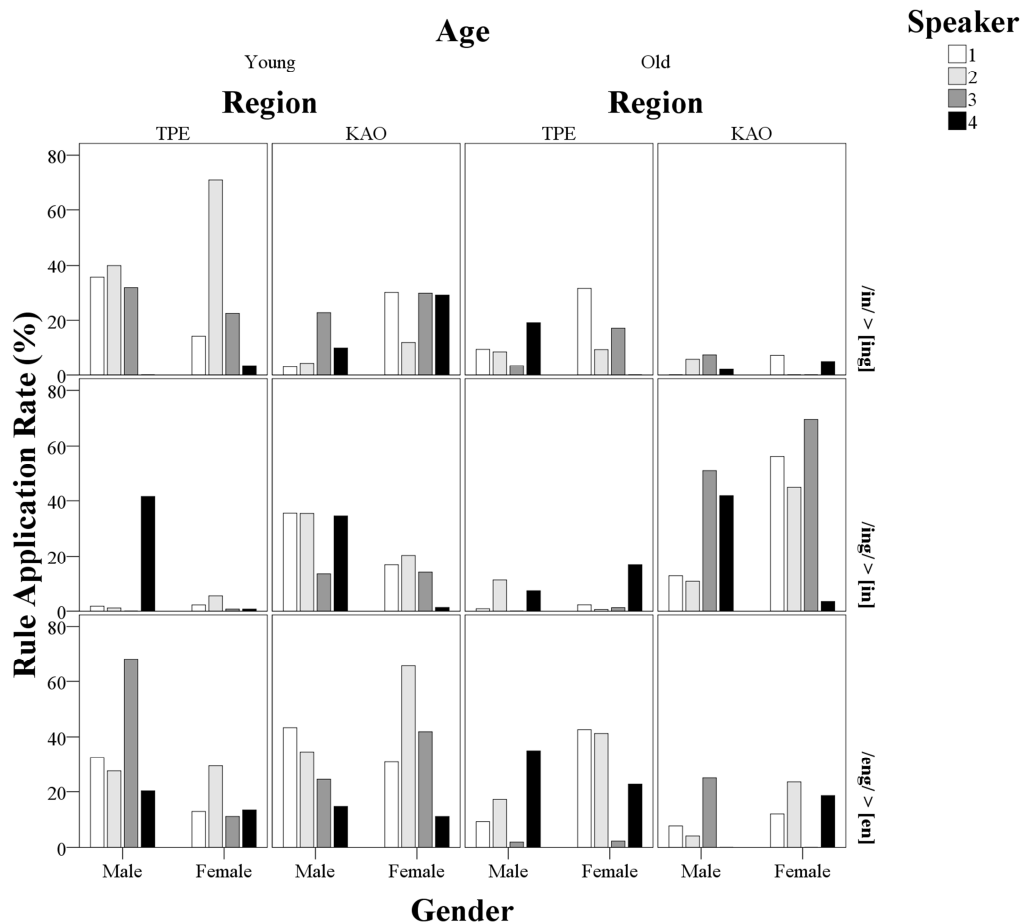 Age
Young Old
Region Region
TPE KAO TPE KAO
Speaker
1
2
3
4
Rule Application Rate (%)
80
60
40
20
0
/in/ > [ing]
80
60
40
20
0
/ing/ > [in]
80
60
40
20
0
/eng/ > [en]
Male Female Male Female Male Female Male Female
Gender